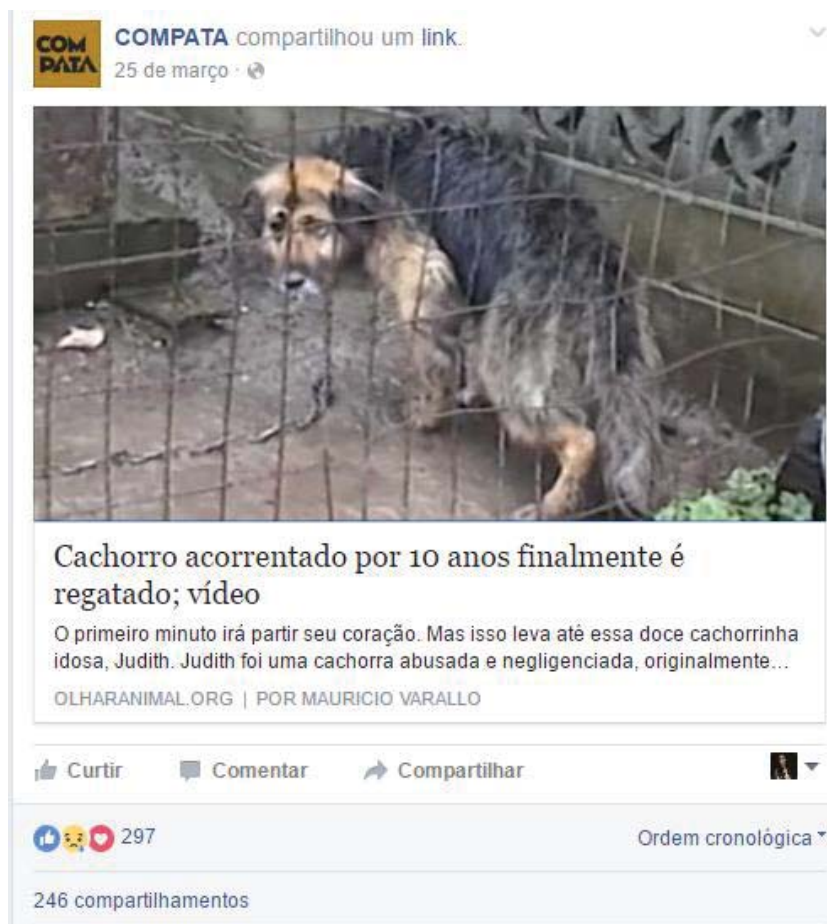 COM
PATA
COMPATA compartilhou um link.
25 de março ·
Cachorro acorrentado por 10 anos finalmente é
regatado; vídeo
O primeiro minuto irá partir seu coração. Mas isso leva até essa doce cachorrinha
idosa, Judith. Judith foi uma cachorra abusada e negligenciada, originalmente...
OLHARANIMAL.ORG | POR MAURICIO VARALLO
Curtir Comentar Compartilhar
297 Ordem cronológica
246 compartilhamentos